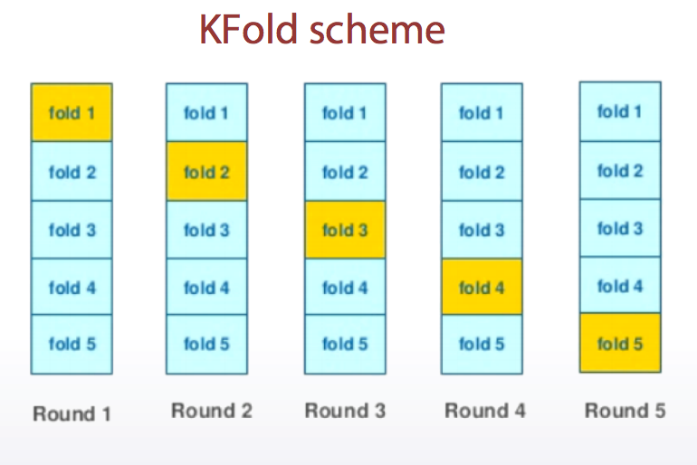 KFold scheme
fold 1 fold 1 fold 1 fold 1 fold 1
fold 2 fold 2 fold 2 fold 2 fold 2
fold 3 fold 3 fold 3 fold 3 fold 3
fold 4 fold 4 fold 4 fold 4 fold 4
fold 5 fold 5 fold 5 fold 5 fold 5
Round 1 Round 2 Round 3 Round 4 Round 5